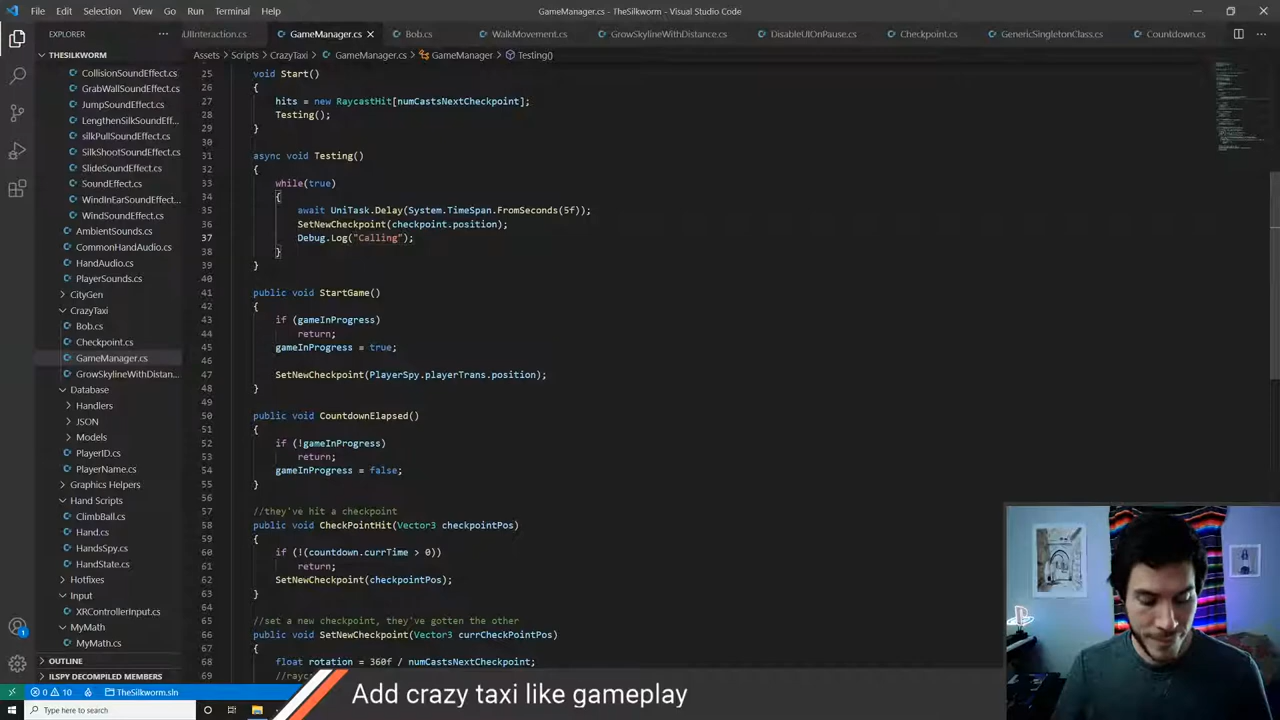 File Edit Selection View Go Run Terminal Help
GameManager.cs - TheSilkworm - Visual Studio Code
EXPLORER
UIInteraction.cs GameManager.cs Bob.cs WalkMovement.cs GrowSkylineWithDistance.cs DisableUIOnPause.cs Checkpoint.cs GenericSingletonClass.cs Countdown.cs
Assets > Scripts > CrazyTaxi > GameManager.cs > GameManager > Testing()
THESILKWORM
CollisionSoundEffect.cs
GrabWallSoundEffect.cs
JumpSoundEffect.cs
LengthenSilkSoundEff...
silkPullSoundEffect.cs
SilkShootSoundEffect.cs
SlideSoundEffect.cs
SoundEffect.cs
WindInEarSoundEffect...
WindSoundEffect.cs
AmbientSounds.cs
CommonHandAudio.cs
HandAudio.cs
PlayerSounds.cs
CityGen
CrazyTaxi
Bob.cs
Checkpoint.cs
GameManager.cs
GrowSkylineWithDistan...
Database
Handlers
JSON
Models
PlayerID.cs
PlayerName.cs
Graphics Helpers
Hand Scripts
ClimbBall.cs
Hand.cs
HandsSpy.cs
HandState.cs
Hotfixes
Input
XRControllerInput.cs
MyMath
MyMath.cs
OUTLINE
ILSPY DECOMPILED MEMBERS
25 void Start()
26 {
27 hits = new RaycastHit[numCastsNextCheckpoint];
28 Testing();
29 }
30
31 async void Testing()
32 {
33 while(true)
34 {
35 await UniTask.Delay(System.TimeSpan.FromSeconds(5f));
36 SetNewCheckpoint(checkpoint.position);
37 Debug.Log("Calling");
38 }
39 }
40
41 public void StartGame()
42 {
43 if (gameInProgress)
44 return;
45 gameInProgress = true;
46
47 SetNewCheckpoint(PlayerSpy.playerTrans.position);
48 }
49
50 public void CountdownElapsed()
51 {
52 if (!gameInProgress)
53 return;
54 gameInProgress = false;
55 }
56
57 //they've hit a checkpoint
58 public void CheckPointHit(Vector3 checkpointPos)
59 {
60 if (!(countdown.currTime > 0))
61 return;
62 SetNewCheckpoint(checkpointPos);
63 }
64
65 //set a new checkpoint, they've gotten the other
66 public void SetNewCheckpoint(Vector3 currCheckPointPos)
67 {
68 float rotation = 360f / numCastsNextCheckpoint;
69
1
0 10 TheSilkworm.sln
Type here to search
Add crazy taxi like gameplay